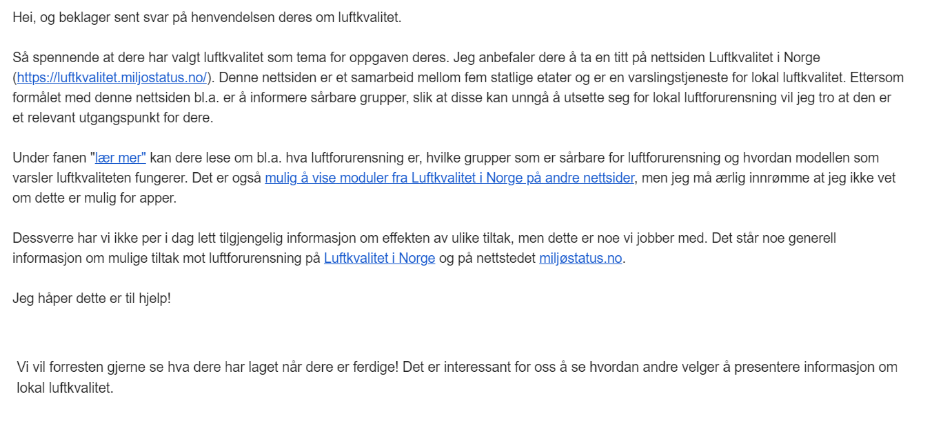 Hei, og beklager sent svar på henvendelsen deres om luftkvalitet.
Så spennende at dere har valgt luftkvalitet som tema for oppgaven deres. Jeg anbefaler dere å ta en titt på nettsiden Luftkvalitet i Norge
(https://luftkvalitet.miljostatus.no/). Denne nettsiden er et samarbeid mellom fem statlige etater og er en varslingstjeneste for lokal luftkvalitet. Ettersom
formålet med denne nettsiden bl.a. er å informere sårbare grupper, slik at disse kan unngå å utsette seg for lokal luftforurensning vil jeg tro at den er
et relevant utgangspunkt for dere.
Under fanen "lær mer" kan dere lese om bl.a. hva luftforurensning er, hvilke grupper som er sårbare for luftforurensning og hvordan modellen som
varsler luftkvaliteten fungerer. Det er også mulig å vise moduler fra Luftkvalitet i Norge på andre nettsider, men jeg må ærlig innrømme at jeg ikke vet
om dette er mulig for apper.
Dessverre har vi ikke per i dag lett tilgjengelig informasjon om effekten av ulike tiltak, men dette er noe vi jobber med. Det står noe generell
informasjon om mulige tiltak mot luftforurensning på Luftkvalitet i Norge og på nettstedet miljøstatus.no.
Jeg håper dette er til hjelp!
Vi vil forresten gjerne se hva dere har laget når dere er ferdige! Det er interessant for oss å se hvordan andre velger å presentere informasjon om
lokal luftkvalitet.